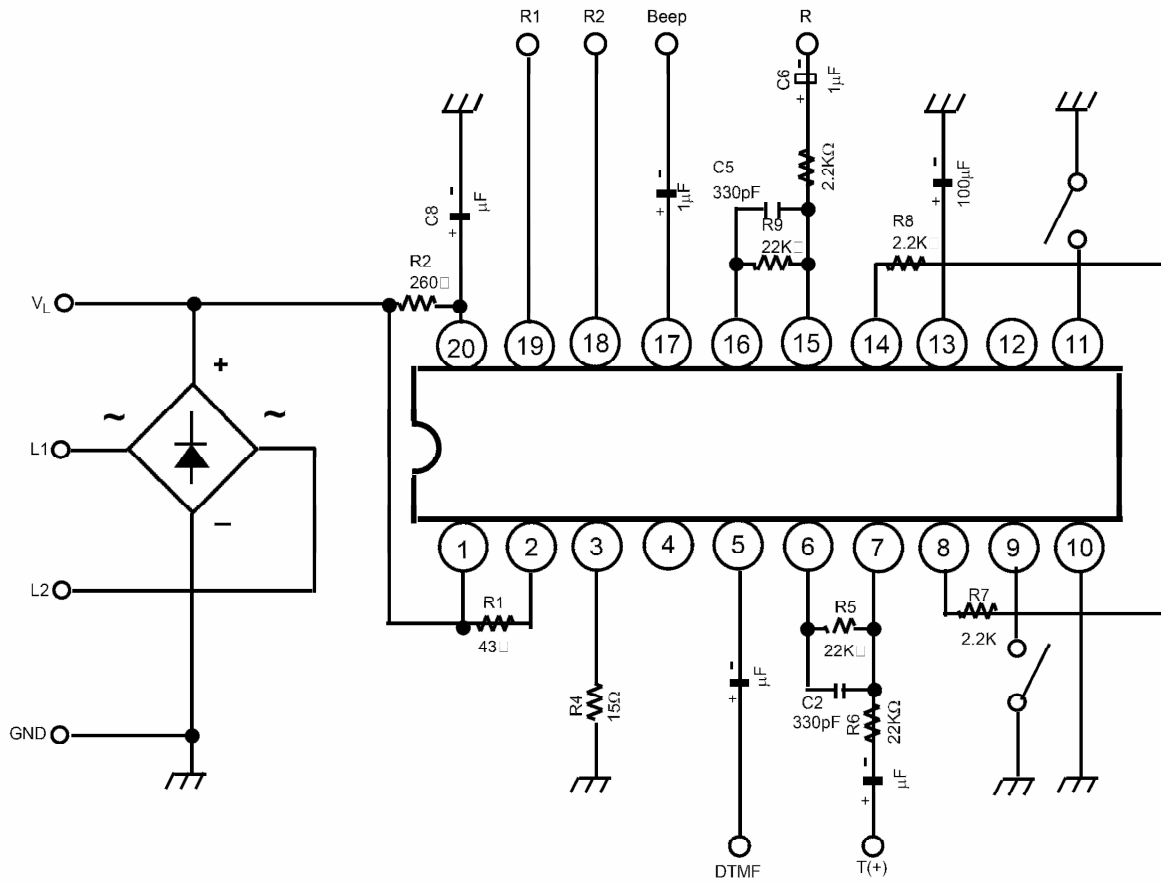 R1 R2 Beep R
C6
1µF
C5
330pF
2.2KΩ
C8
µF
1µF
R9
22K□
R8
2.2K□
100µF
R2
260□
V_L
20 19 18 17 16 15 14 13 12 11
+
~ ~
L1
−
L2
1 2 3 4 5 6 7 8 9 10
R1
43□
R4
15Ω
R5
22K□
R7
2.2K
µF
C2
330pF
R6
22KΩ
µF
GND
DTMF
T(+)